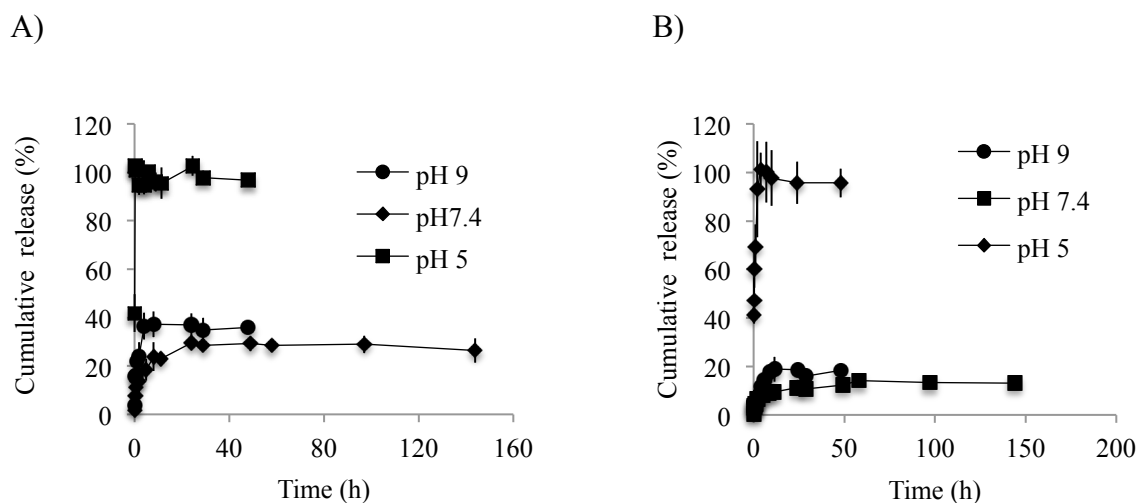 A)
Cumulative release (%)
120
100
80
60
40
20
0
pH 9
pH7.4
pH 5
0 40 80 120 160
Time (h)
B)
Cumulative release (%)
120
100
80
60
40
20
0
pH 9
pH 7.4
pH 5
0 50 100 150 200
Time (h)